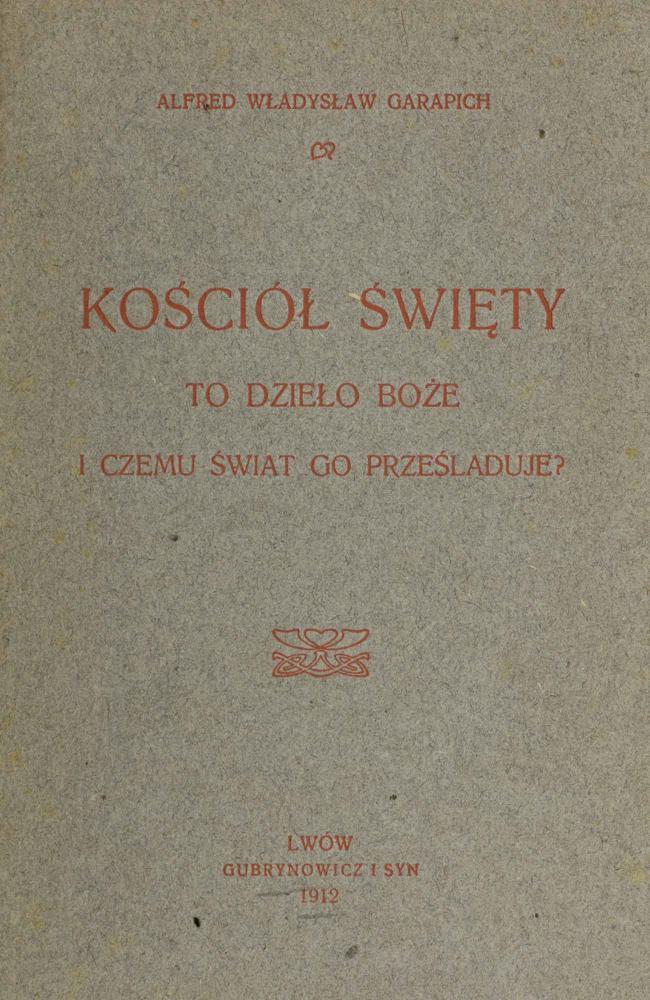 ALFRED WŁADYSŁAW GARAPICH
KOŚCIÓŁ ŚWIĘTY
TO DZIEŁO BOŻE
I CZEMU ŚWIAT GO PRZEŚLADUJE?
LWÓW
GUBRYNOWICZ I SYN
1912